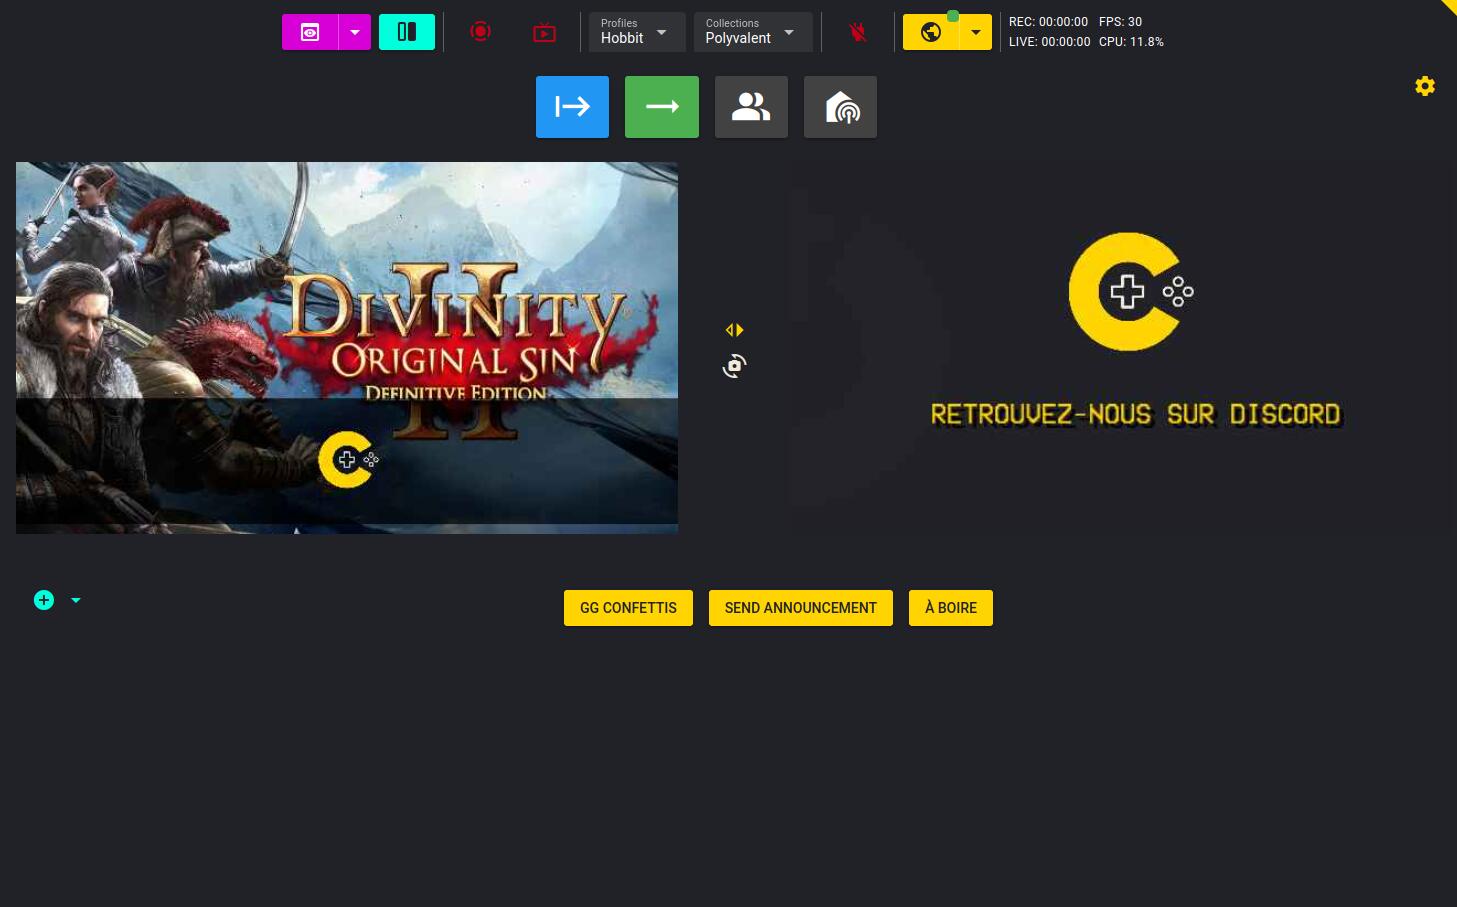 Profiles
Hobbit
Collections
Polyvalent
REC: 00:00:00 FPS: 30
LIVE: 00:00:00 CPU: 11.8%
II
DIVINITY
ORIGINAL SIN
DEFINITIVE EDITION
RETROUVEZ-NOUS SUR DISCORD
GG CONFETTIS
SEND ANNOUNCEMENT
À BOIRE